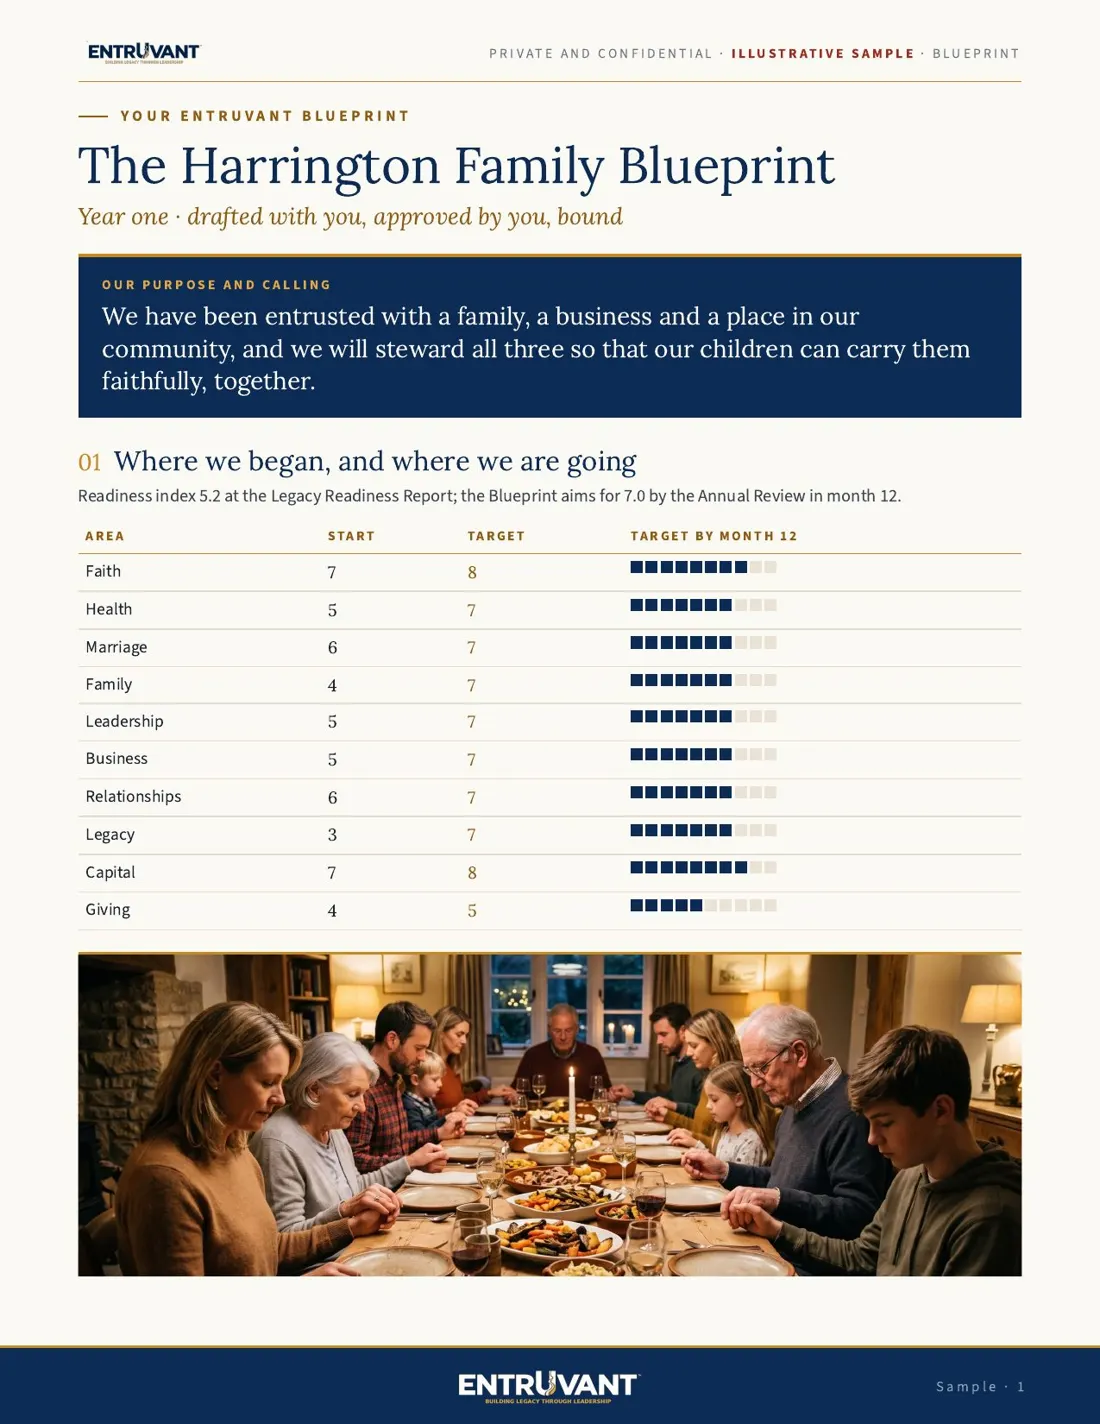 ENTRUVANT
BUILDING LEGACY THROUGH LEADERSHIP
PRIVATE AND CONFIDENTIAL · ILLUSTRATIVE SAMPLE · BLUEPRINT
YOUR ENTRUVANT BLUEPRINT
The Harrington Family Blueprint
Year one · drafted with you, approved by you, bound
OUR PURPOSE AND CALLING
We have been entrusted with a family, a business and a place in our
community, and we will steward all three so that our children can carry them
faithfully, together.
01 Where we began, and where we are going
Readiness index 5.2 at the Legacy Readiness Report; the Blueprint aims for 7.0 by the Annual Review in month 12.
AREA START TARGET TARGET BY MONTH 12
Faith 7 8
Health 5 7
Marriage 6 7
Family 4 7
Leadership 5 7
Business 5 7
Relationships 6 7
Legacy 3 7
Capital 7 8
Giving 4 5
ENTRUVANT
BUILDING LEGACY THROUGH LEADERSHIP
Sample · 1